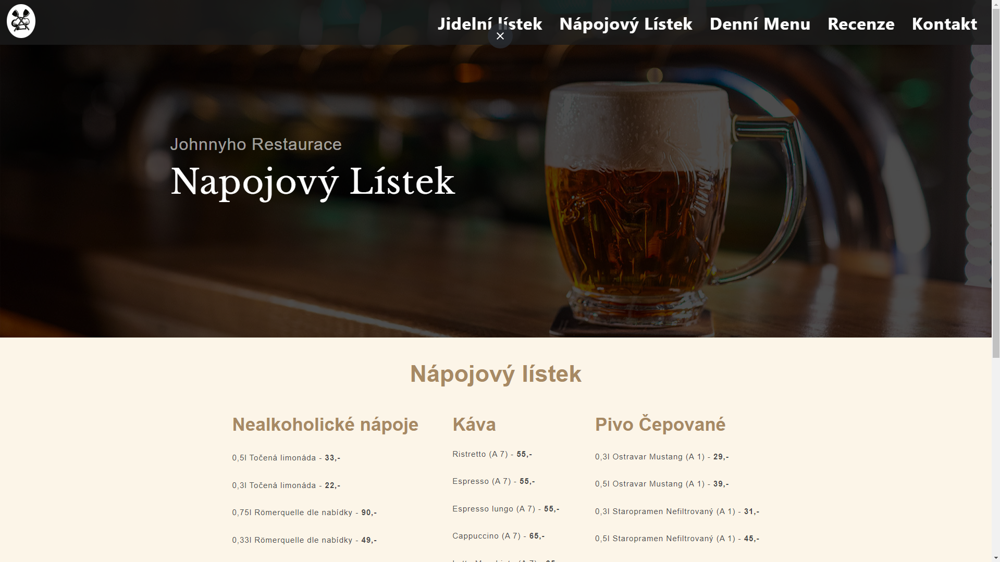 Jidelní lístek Nápojový Lístek Denní Menu Recenze Kontakt
Johnnyho Restaurace
Napojový Lístek
Nápojový lístek
Nealkoholické nápoje
0,5l Točená limonáda - 33,-
0,3l Točená limonáda - 22,-
0,75l Römerquelle dle nabídky - 90,-
0,33l Römerquelle dle nabídky - 49,-
Káva
Ristretto (A 7) - 55,-
Espresso (A 7) - 55,-
Espresso lungo (A 7) - 55,-
Cappuccino (A 7) - 65,-
Pivo Čepované
0,3l Ostravar Mustang (A 1) - 29,-
0,5l Ostravar Mustang (A 1) - 39,-
0,3l Staropramen Nefiltrovaný (A 1) - 31,-
0,5l Staropramen Nefiltrovaný (A 1) - 45,-